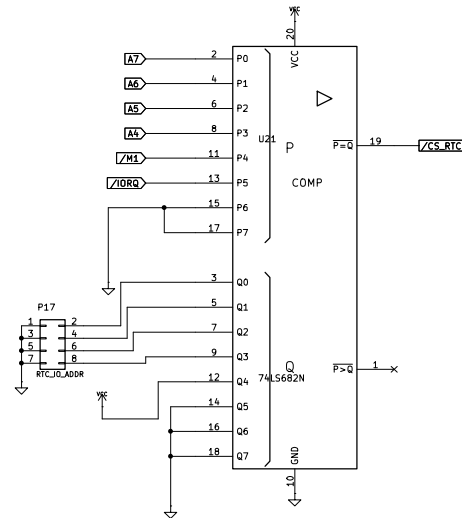 VCC
20
VCC
A7 2 P0
A6 4 P1
A5 6 P2
A4 8 P3
U21 P P=Q 19 /CS_RTC
/M1 11 P4
/IORQ 13 P5 COMP
15 P6
17 P7
3 Q0
P17
1 2 5 Q1
3 4
5 6 7 Q2
7 8 9 Q3
RTC_IO_ADDR
Q P>Q 1
VCC 12 Q4 74LS682N
14 Q5
16 Q6
18 Q7
GND
10